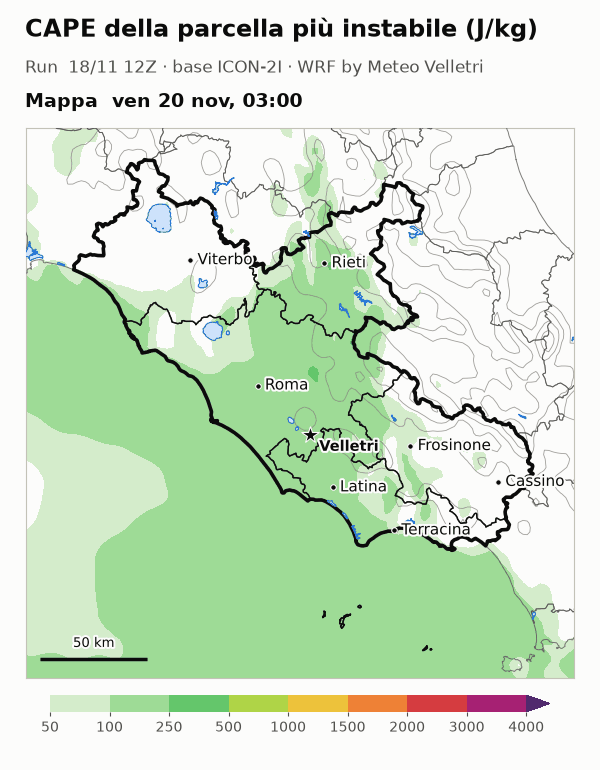 CAPE della parcella più instabile (J/kg)
Run  18/11 12Z · base ICON-2I · WRF by Meteo Velletri
Mappa  ven 20 nov, 03:00
Viterbo
Rieti
Roma
Velletri
Frosinone
Cassino
Latina
Terracina
50 km
50 100 250 500 1000 1500 2000 3000 4000